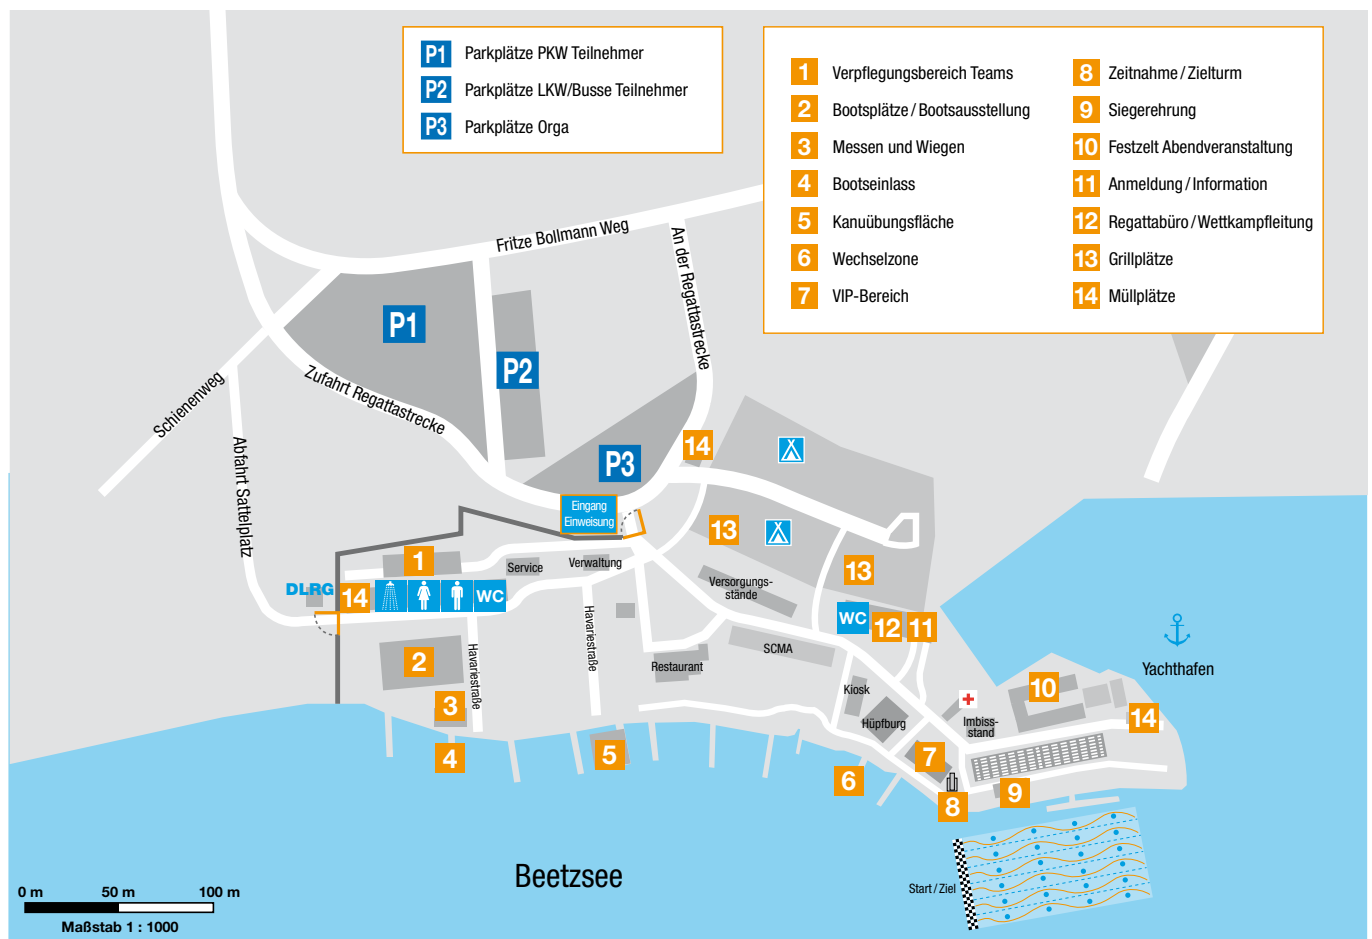 P1 Parkplätze PKW Teilnehmer
P2 Parkplätze LKW/Busse Teilnehmer
P3 Parkplätze Orga
1 Verpflegungsbereich Teams
2 Bootsplätze / Bootsausstellung
3 Messen und Wiegen
4 Bootseinlass
5 Kanuübungsfläche
6 Wechselzone
7 VIP-Bereich
8 Zeitnahme / Zielturm
9 Siegerehrung
10 Festzelt Abendveranstaltung
11 Anmeldung / Information
12 Regattabüro / Wettkampfleitung
13 Grillplätze
14 Müllplätze
Fritze Bollmann Weg
An der Regattastrecke
P1
P2
Schienenweg
Zufahrt Regattastrecke
Abfahrt Sattelplatz
P3
14
Eingang
Einweisung
13
1
Service
Verwaltung
13
Versorgungs-
stände
DLRG
14
WC
WC
12
11
Havariestraße
Havariestraße
2
Restaurant
SCMA
Yachthafen
Kiosk
10
3
Hüpfburg
Imbiss-
stand
14
4
5
7
6
8
9
Beetzsee
Start / Ziel
0 m 50 m 100 m
Maßstab 1 : 1000